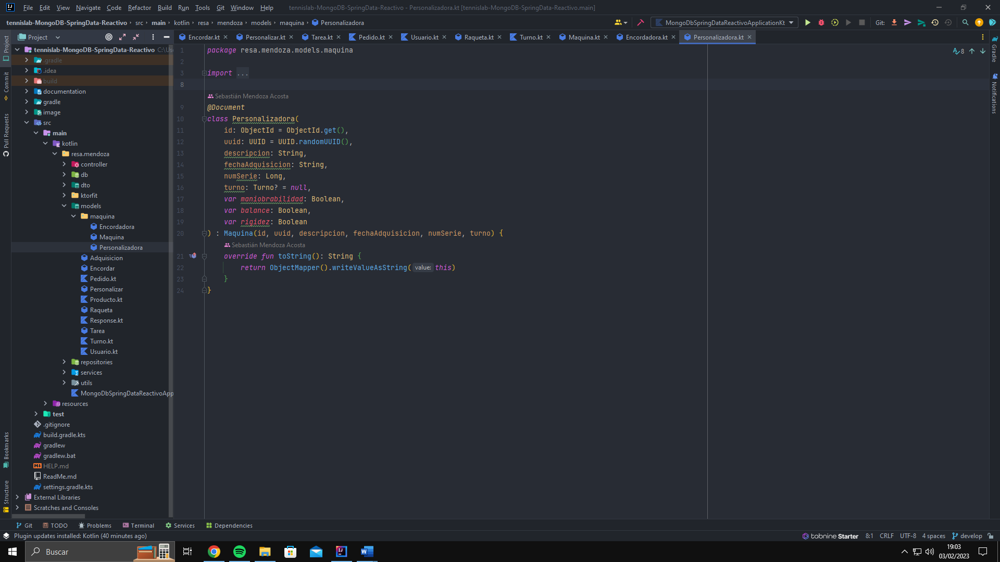 File Edit View Navigate Code Refactor Build Run Tools Git Window Help tennislab-MongoDB-SpringData-Reactivo - Personalizadora.kt [tennislab-MongoDB-SpringData-Reactivo.main]
tennislab-MongoDB-SpringData-Reactivo src main kotlin resa mendoza models maquina Personalizadora MongoDbSpringDataReactivoApplicationKt Git:
Project
Encordar.kt Personalizar.kt Tarea.kt Pedido.kt Usuario.kt Raqueta.kt Turno.kt Maquina.kt Encordadora.kt Personalizadora.kt
Project
Commit
Pull Requests
Bookmarks
Structure
tennislab-MongoDB-SpringData-Reactivo C:\Us
.gradle
.idea
build
documentation
gradle
image
src
main
kotlin
resa.mendoza
controller
db
dto
ktorfit
models
maquina
Encordadora
Maquina
Personalizadora
Adquisicion
Encordar
Pedido.kt
Personalizar
Producto.kt
Raqueta
Response.kt
Tarea
Turno.kt
Usuario.kt
repositories
services
utils
MongoDbSpringDataReactivoApp
resources
test
.gitignore
build.gradle.kts
gradlew
gradlew.bat
HELP.md
ReadMe.md
settings.gradle.kts
External Libraries
Scratches and Consoles
1 package resa.mendoza.models.maquina
2
3 import ...
8
Sebastián Mendoza Acosta
9 @Document
10 class Personalizadora(
11 id: ObjectId = ObjectId.get(),
12 uuid: UUID = UUID.randomUUID(),
13 descripcion: String,
14 fechaAdquisicion: String,
15 numSerie: Long,
16 turno: Turno? = null,
17 var maniobrabilidad: Boolean,
18 var balance: Boolean,
19 var rigidez: Boolean
20 ) : Maquina(id, uuid, descripcion, fechaAdquisicion, numSerie, turno) {
Sebastián Mendoza Acosta
21 override fun toString(): String {
22 return ObjectMapper().writeValueAsString( value: this)
23 }
24 }
8
Gradle
Notifications
Git TODO Problems Terminal Services Dependencies
Plugin updates installed: Kotlin (40 minutes ago) tabnine Starter 8:1 CRLF UTF-8 4 spaces develop
Buscar
19:03
03/02/2023